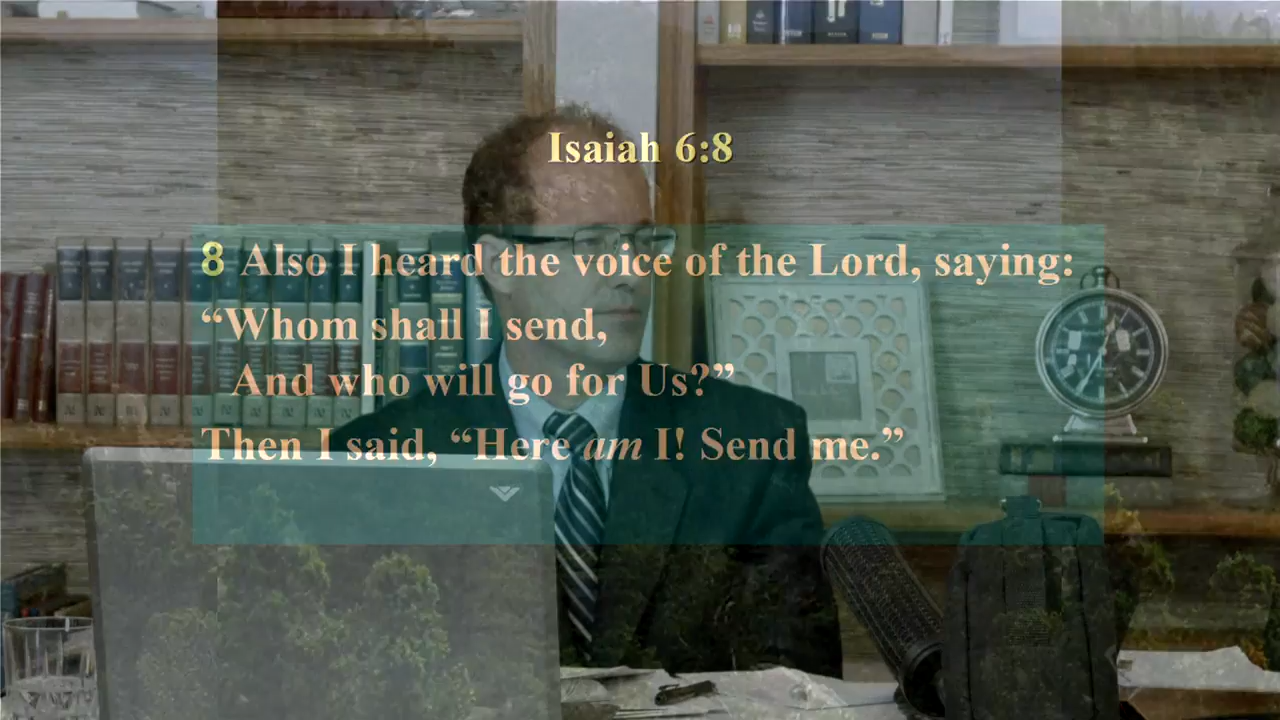 Isaiah 6:8
8 Also I heard the voice of the Lord, saying:
“Whom shall I send,
And who will go for Us?”
Then I said, “Here am I! Send me.”